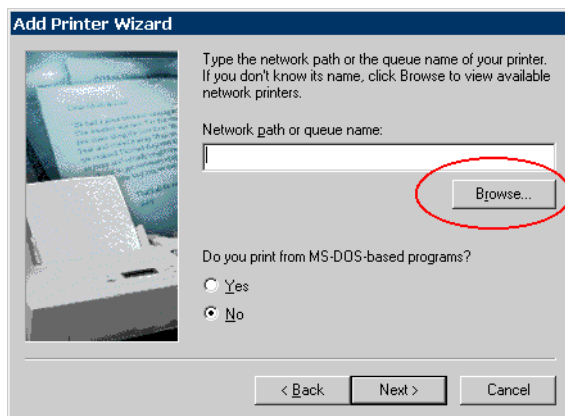 Add Printer Wizard
Type the network path or the queue name of your printer.
If you don't know its name, click Browse to view available
network printers.
Network path or queue name:
Browse...
Do you print from MS-DOS-based programs?
Yes
No
< Back
Next >
Cancel